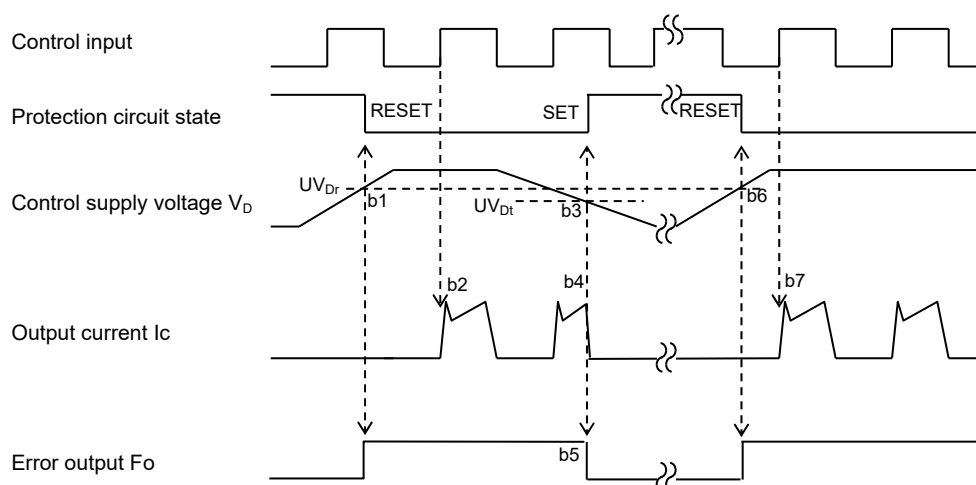 Control input
Protection circuit state
RESET
SET
RESET
Control supply voltage VD
UVDr
b1
UVDt
b3
b6
b2
b4
b7
Output current Ic
Error output Fo
b5